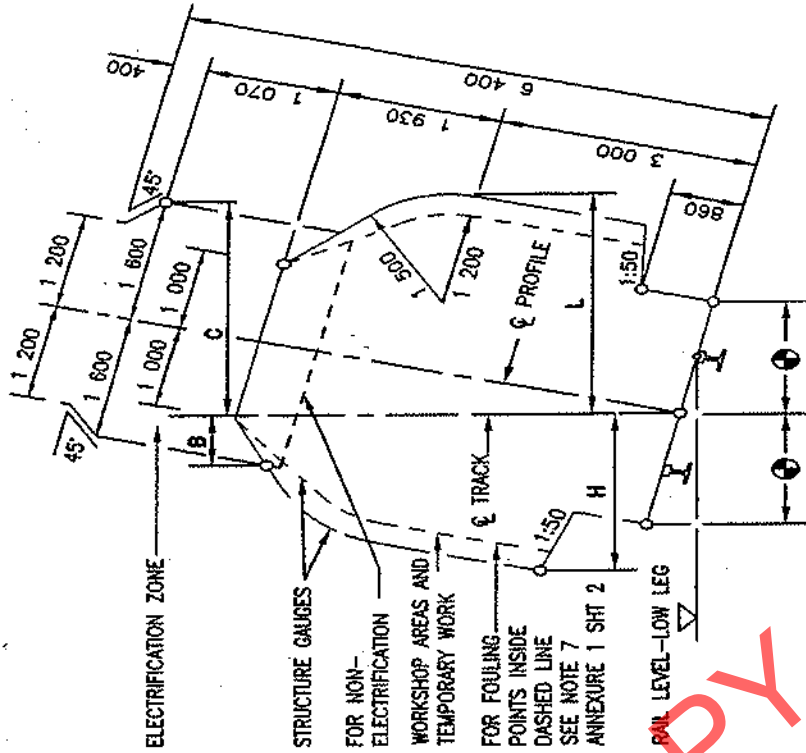 400
6 400
1 070
1 930
3 000
860
45°
1 200
1 200
1 600
1 600
1 000
1 000
45°
C
B
1 500
1 200
L
H
℄ PROFILE
℄ TRACK
1:50
1:50
ELECTRIFICATION ZONE
STRUCTURE GAUGES
FOR NON-
ELECTRIFICATION
WORKSHOP AREAS AND
TEMPORARY WORK
FOR FOULING
POINTS INSIDE
DASHED LINE
SEE NOTE 7
ANNEXURE 1 SHT 2
RAIL LEVEL-LOW LEG
PY